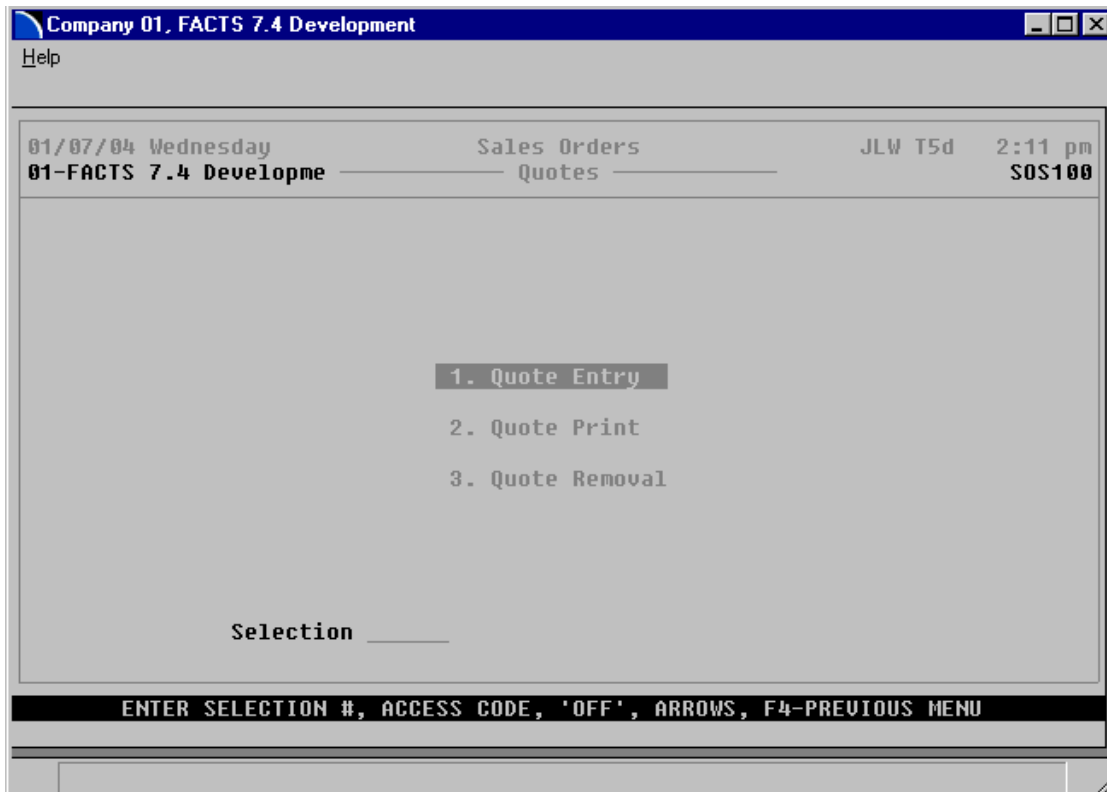 Company 01, FACTS 7.4 Development
Help
01/07/04 Wednesday Sales Orders JLW T5d 2:11 pm
01-FACTS 7.4 Developme Quotes SOS100
1. Quote Entry
2. Quote Print
3. Quote Removal
Selection
ENTER SELECTION #, ACCESS CODE, 'OFF', ARROWS, F4-PREVIOUS MENU